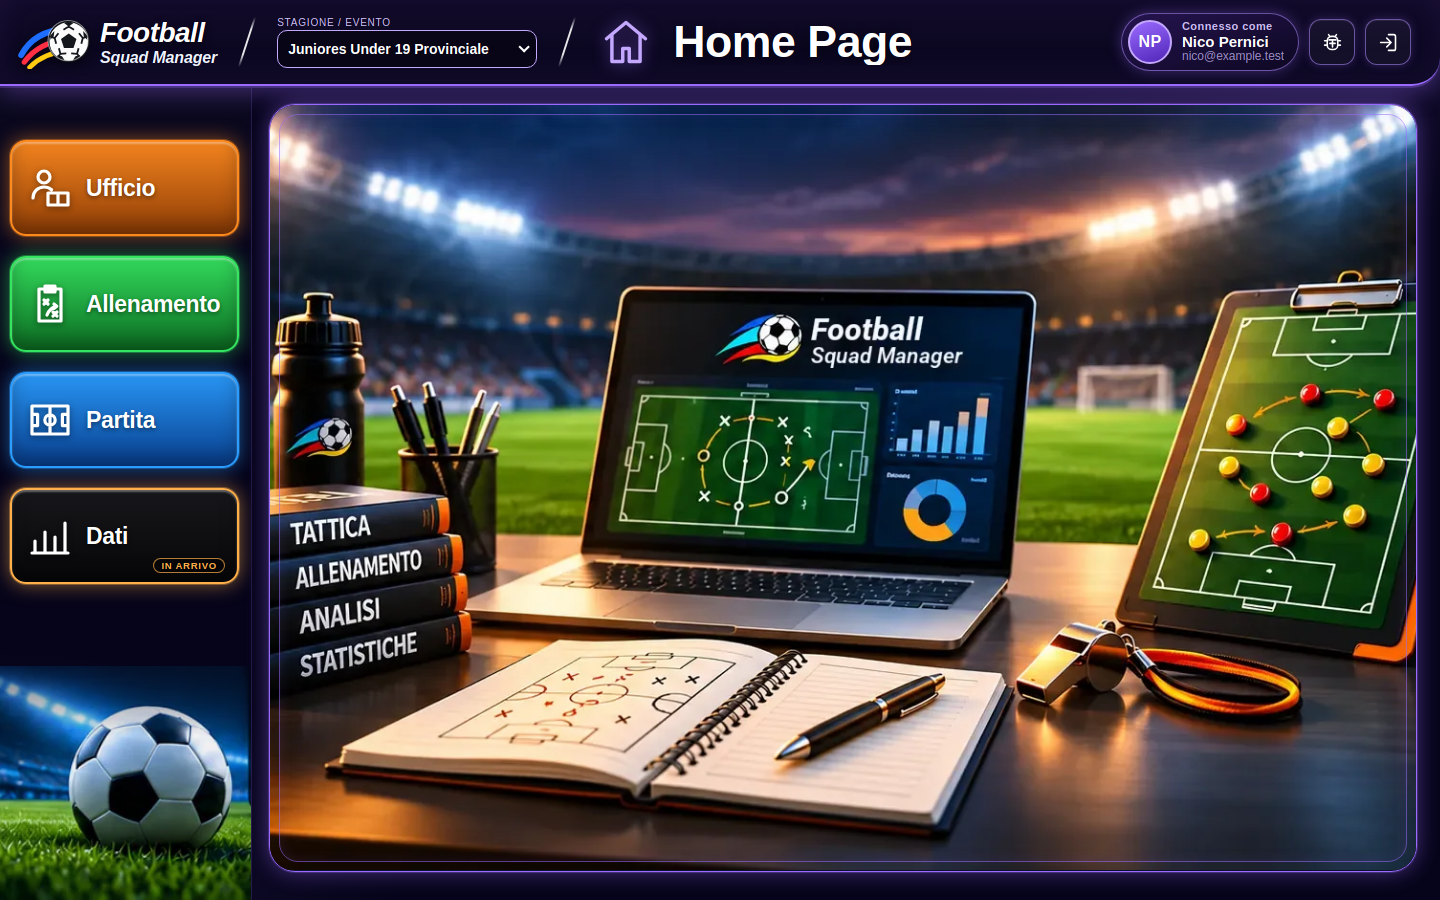 Football
Squad Manager
STAGIONE / EVENTO
Juniores Under 19 Provinciale
Home Page
NP
Connesso come
Nico Pernici
nico@example.test
Ufficio
Allenamento
Partita
Dati
IN ARRIVO
Football
Squad Manager
TATTICA
ALLENAMENTO
ANALISI
STATISTICHE